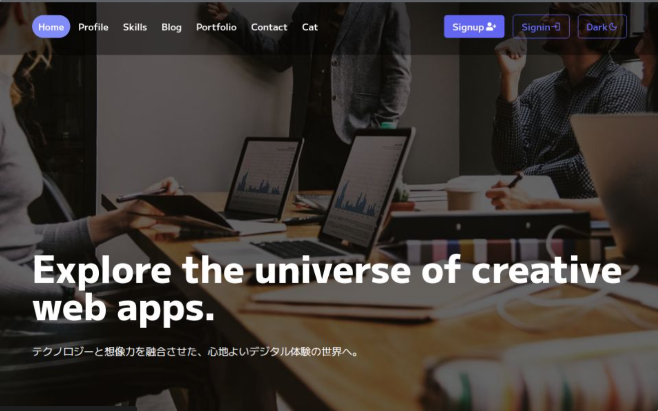 Home Profile Skills Blog Portfolio Contact Cat Signup Signin Dark
Explore the universe of creative
web apps.
テクノロジーと想像力を融合させた、心地よいデジタル体験の世界へ。